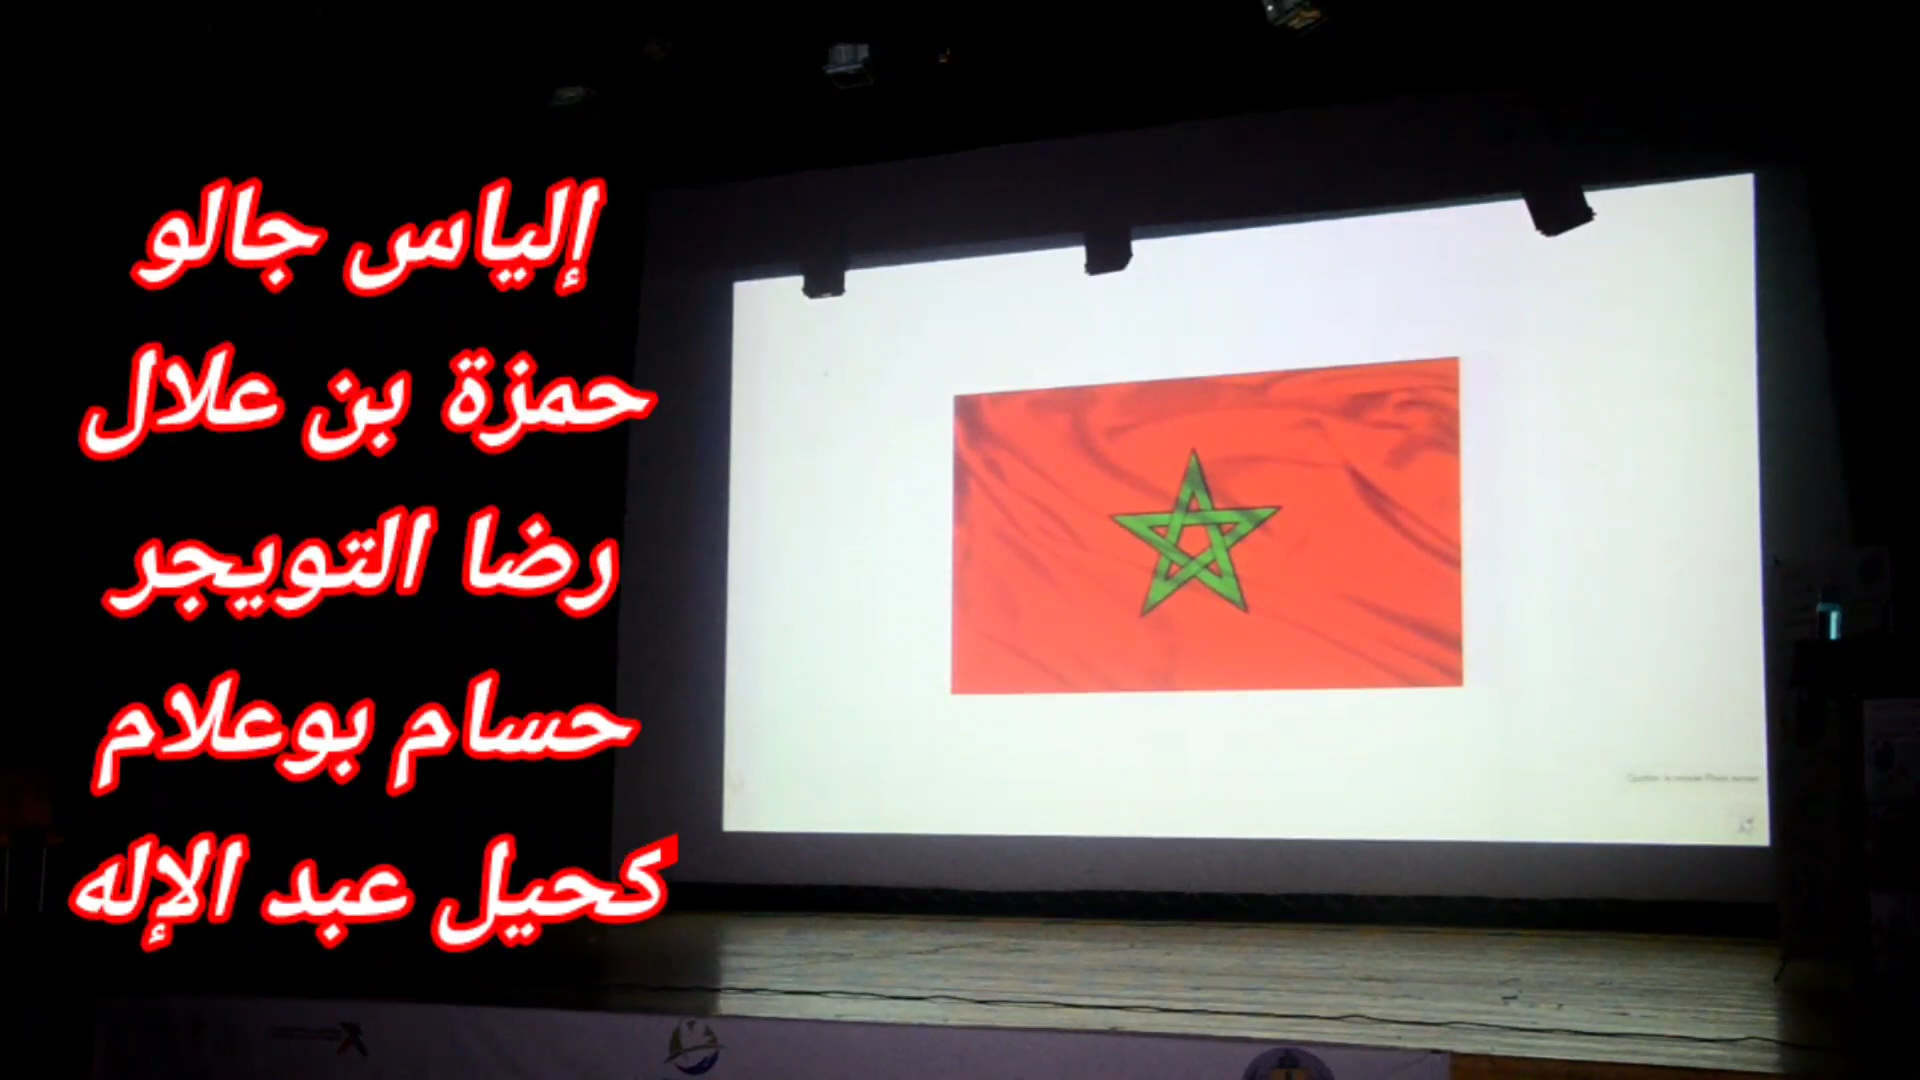 إلياس جالو
حمزة بن علال
رضا التويجر
حسام بوعلام
كحيل عبد الإله